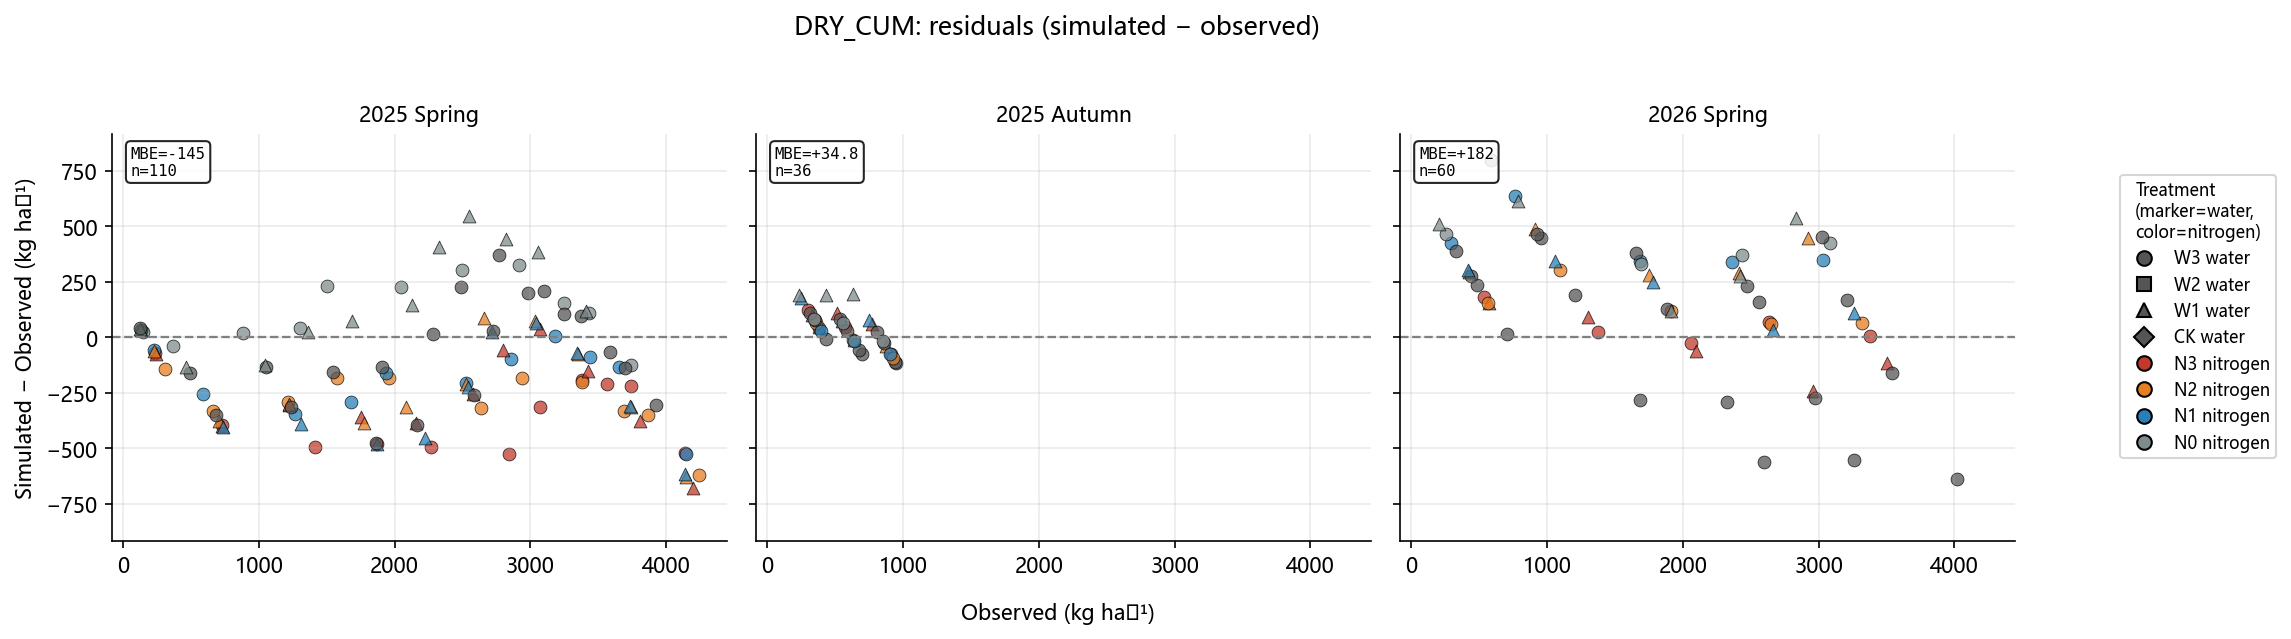 DRY_CUM: residuals (simulated − observed)
2025 Spring
2025 Autumn
2026 Spring
MBE=-145
n=110
MBE=+34.8
n=36
MBE=+182
n=60
Simulated − Observed (kg ha□¹)
750
500
250
0
−250
−500
−750
0 1000 2000 3000 4000
0 1000 2000 3000 4000
0 1000 2000 3000 4000
Observed (kg ha□¹)
Treatment
(marker=water,
color=nitrogen)
W3 water
W2 water
W1 water
CK water
N3 nitrogen
N2 nitrogen
N1 nitrogen
N0 nitrogen